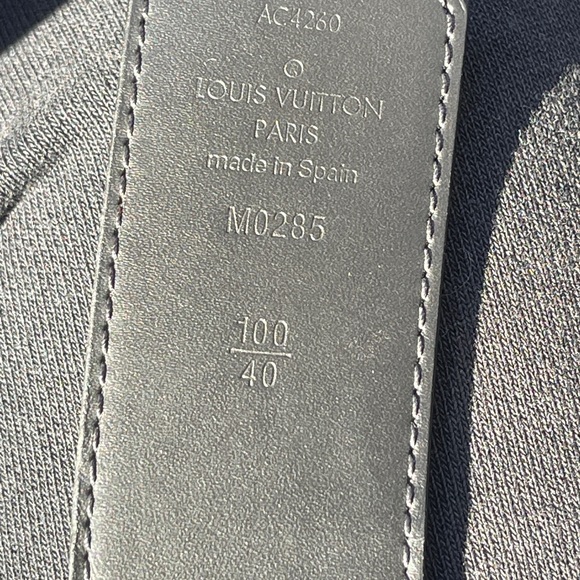 AC4260
LOUIS VUITTON
PARIS
made in Spain
M0285
100
40